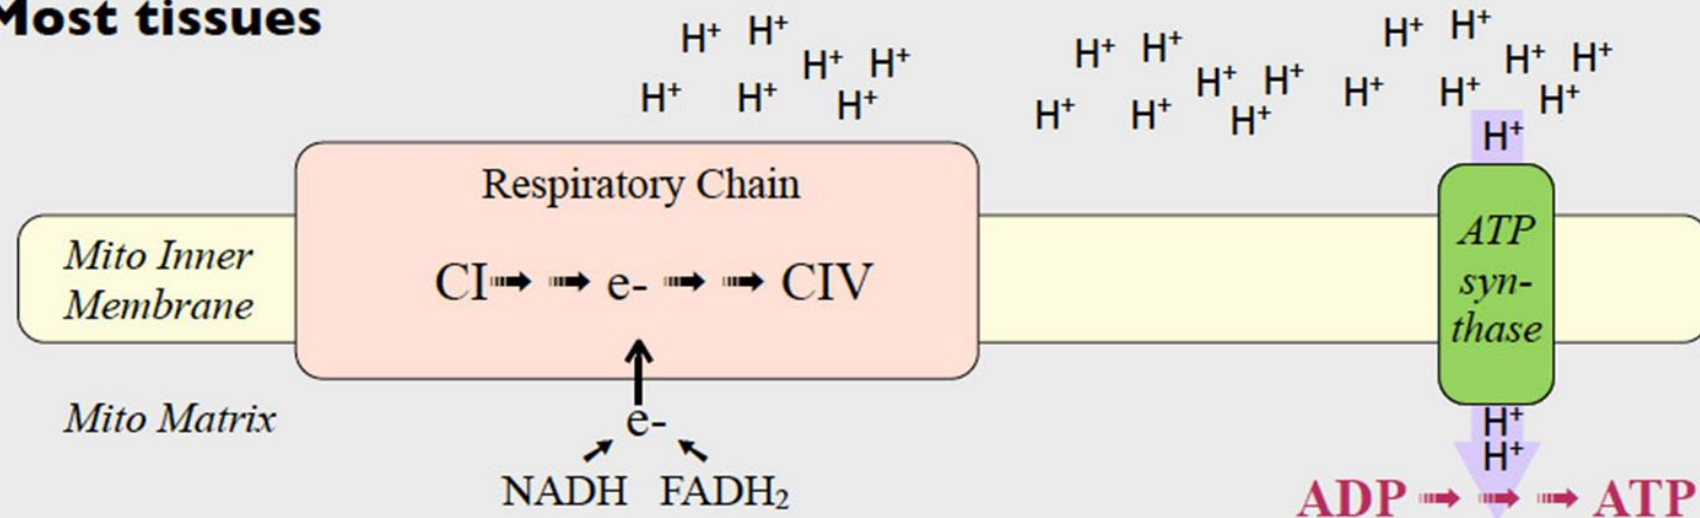 Most tissues
H⁺ H⁺ H⁺ H⁺ H⁺ H⁺ H⁺
H⁺ H⁺ H⁺ H⁺ H⁺ H⁺ H⁺
H⁺ H⁺ H⁺ H⁺ H⁺ H⁺ H⁺
H⁺
Respiratory Chain
CI e- CIV
Mito Inner
Membrane
ATP
syn-
thase
Mito Matrix
e-
NADH FADH₂
H⁺
H⁺
ADP ATP